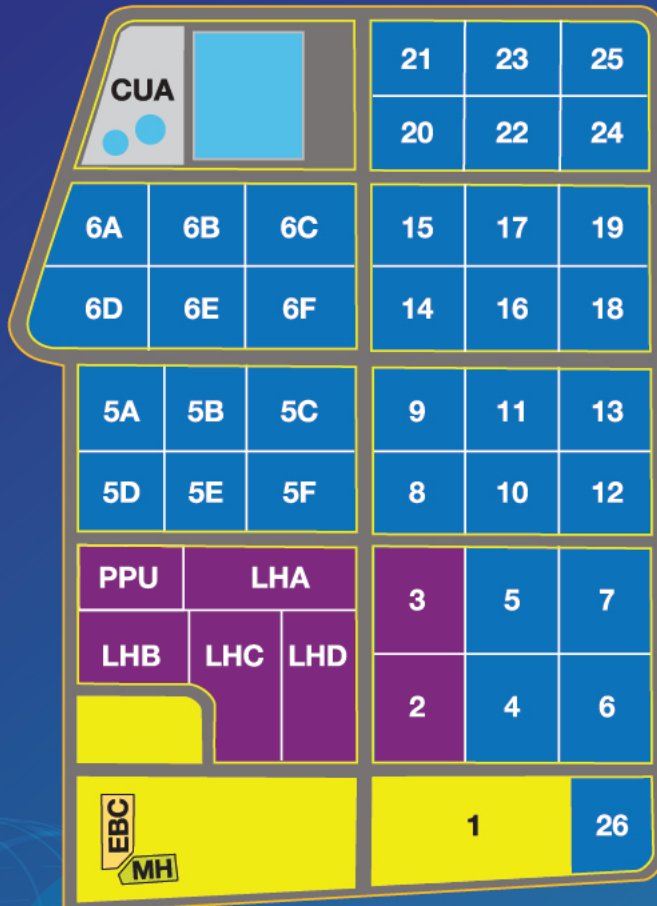 CUA
21 23 25
20 22 24
6A 6B 6C
15 17 19
6D 6E 6F
14 16 18
5A 5B 5C
9 11 13
5D 5E 5F
8 10 12
PPU LHA
3 5 7
LHB LHC LHD
2 4 6
EBC
MH
1 26